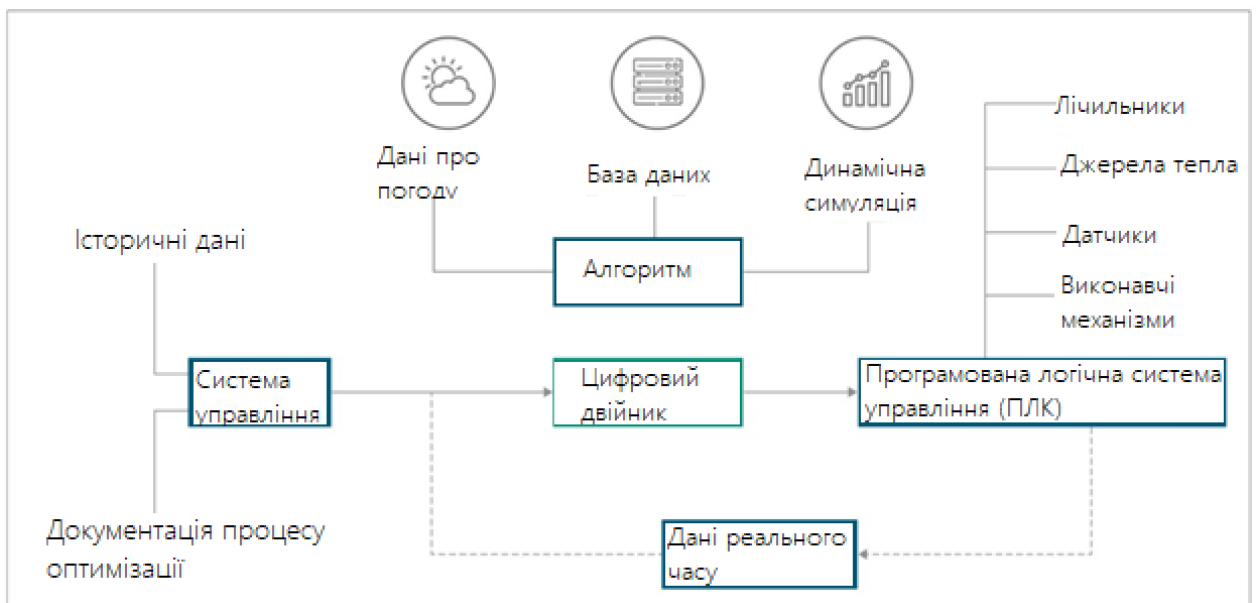 Дані про
погоду
База даних
Динамічна
симуляція
Лічильники
Джерела тепла
Датчики
Виконавчі
механізми
Історичні дані
Алгоритм
Система
управління
Цифровий
двійник
Програмована логічна система
управління (ПЛК)
Документація процесу
оптимізації
Дані реального
часу